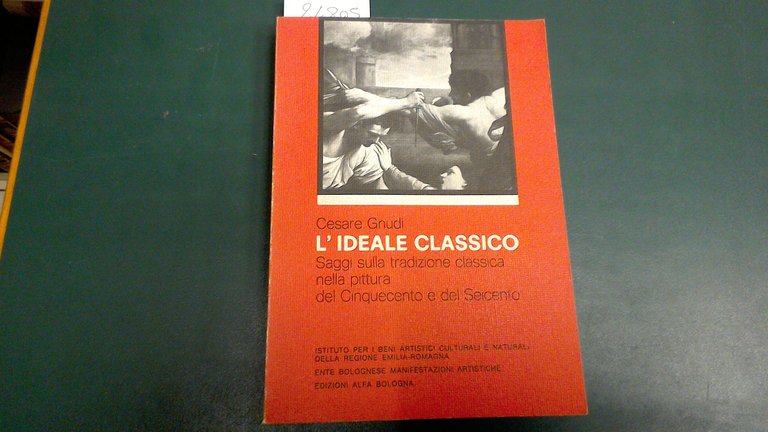 Cesare Gnudi
L'IDEALE CLASSICO
Saggi sulla tradizione classica
nella pittura
del Cinquecento e del Seicento
ISTITUTO PER I BENI ARTISTICI CULTURALI E NATURALI
DELLA REGIONE EMILIA-ROMAGNA
ENTE BOLOGNESE MANIFESTAZIONI ARTISTICHE
EDIZIONI ALFA BOLOGNA